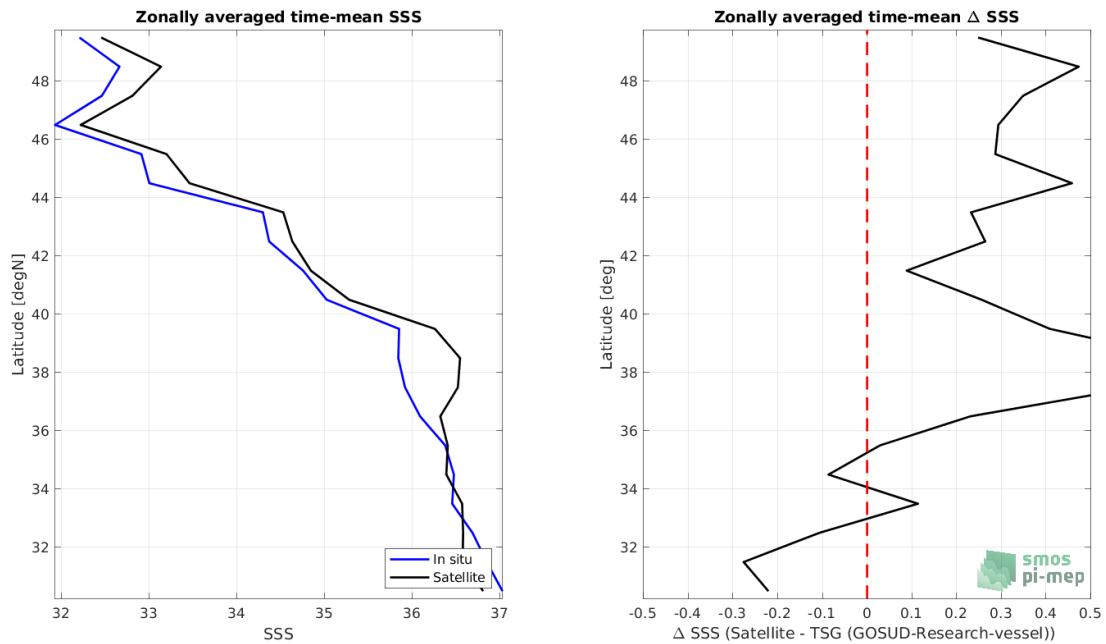 Zonally averaged time-mean SSS
Latitude [degN]
48
46
44
42
40
38
36
34
32
32 33 34 35 36 37
SSS
In situ
Satellite
Zonally averaged time-mean Δ SSS
Latitude [deg]
48
46
44
42
40
38
36
34
32
-0.5 -0.4 -0.3 -0.2 -0.1 0 0.1 0.2 0.3 0.4 0.5
Δ SSS (Satellite - TSG (GOSUD-Research-vessel))
smos
pi-mep